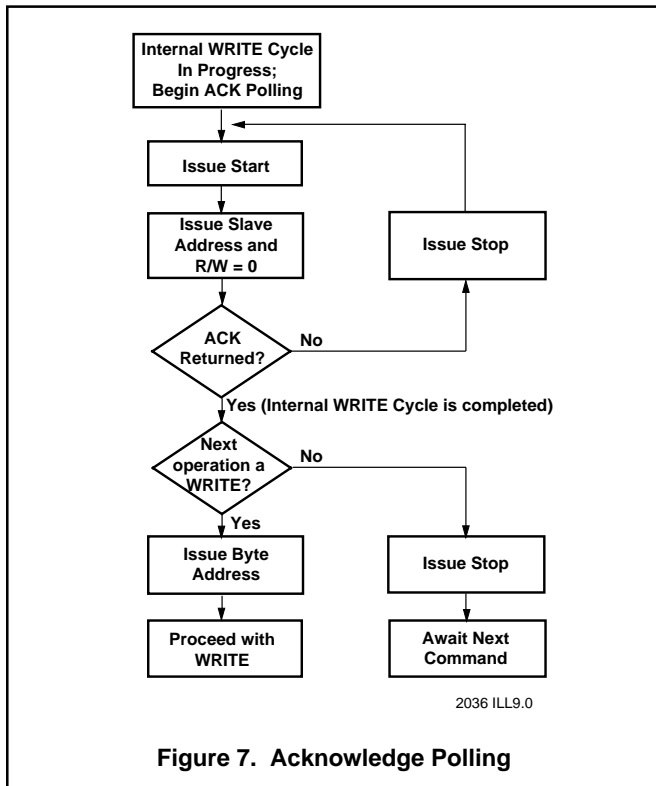 Internal WRITE Cycle
In Progress;
Begin ACK Polling
Issue Start
Issue Slave
Address and
R/W = 0
Issue Stop
ACK
Returned?
No
Yes (Internal WRITE Cycle is completed)
Next
operation a
WRITE?
No
Yes
Issue Byte
Address
Issue Stop
Proceed with
WRITE
Await Next
Command
2036 ILL9.0
Figure 7. Acknowledge Polling